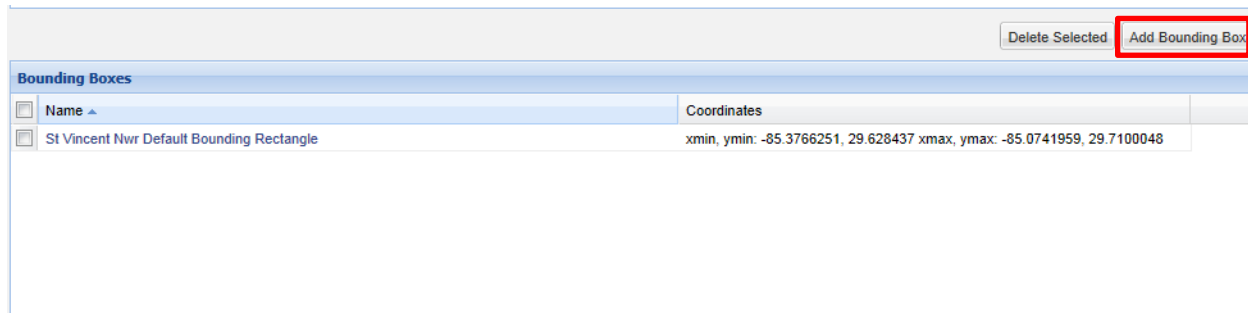 Delete Selected Add Bounding Box
Bounding Boxes
Name Coordinates
St Vincent Nwr Default Bounding Rectangle xmin, ymin: -85.3766251, 29.628437 xmax, ymax: -85.0741959, 29.7100048